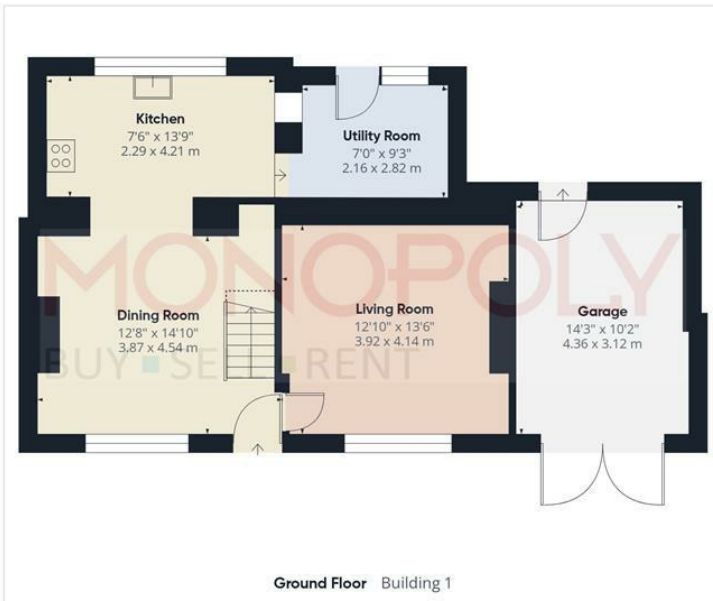 Kitchen
7'6" x 13'9"
2.29 x 4.21 m
Utility Room
7'0" x 9'3"
2.16 x 2.82 m
MONOPOLY
BUY ▪ SELL ▪ RENT
Dining Room
12'8" x 14'10"
3.87 x 4.54 m
Living Room
12'10" x 13'6"
3.92 x 4.14 m
Garage
14'3" x 10'2"
4.36 x 3.12 m
Ground Floor Building 1